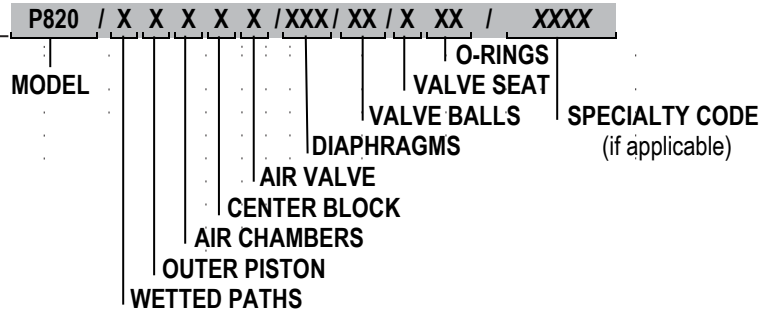 P820 / X X X X X / XXX / XX / X XX / XXXX
O-RINGS
MODEL
VALVE SEAT
VALVE BALLS
SPECIALTY CODE
DIAPHRAGMS
(if applicable)
AIR VALVE
CENTER BLOCK
AIR CHAMBERS
OUTER PISTON
WETTED PATHS